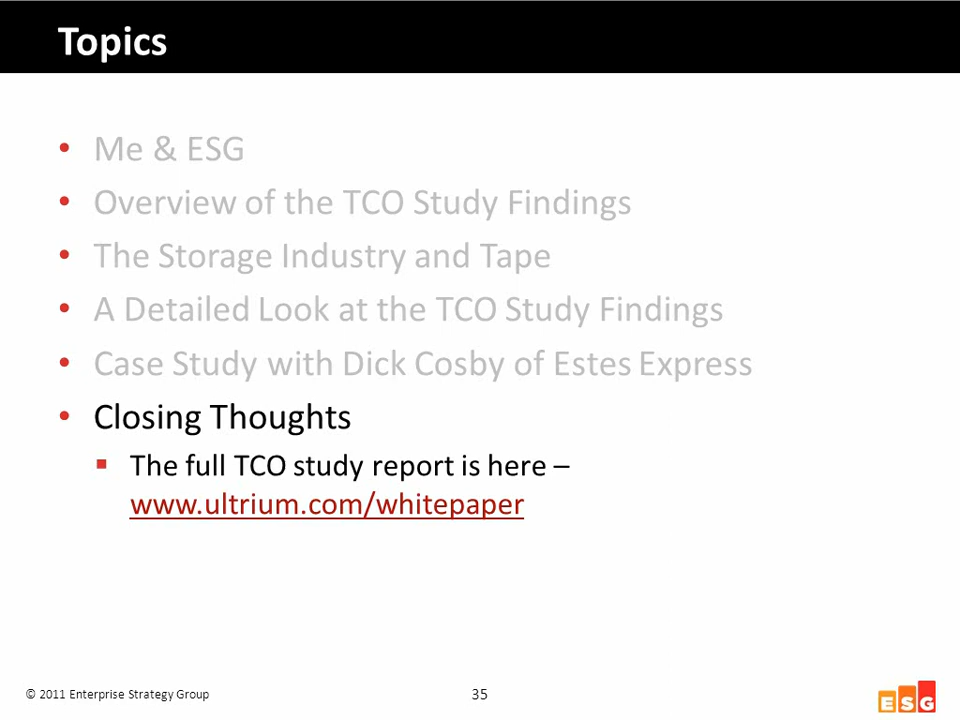 Topics
• Me & ESG
• Overview of the TCO Study Findings
• The Storage Industry and Tape
• A Detailed Look at the TCO Study Findings
• Case Study with Dick Cosby of Estes Express
• Closing Thoughts
▪ The full TCO study report is here –
www.ultrium.com/whitepaper
© 2011 Enterprise Strategy Group
35
ESG